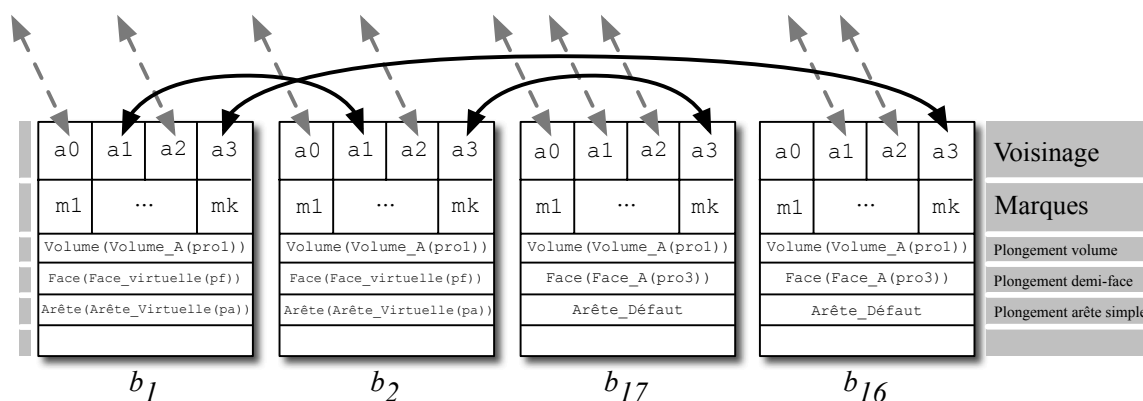 a0 a1 a2 a3 a0 a1 a2 a3 a0 a1 a2 a3 a0 a1 a2 a3 Voisinage
m1 ... mk m1 ... mk m1 ... mk m1 ... mk Marques
Volume(Volume_A(pro1)) Volume(Volume_A(pro1)) Volume(Volume_A(pro1)) Volume(Volume_A(pro1)) Plongement volume
Face(Face_virtuelle(pf)) Face(Face_virtuelle(pf)) Face(Face_A(pro3)) Face(Face_A(pro3)) Plongement demi-face
Arête(Arête_Virtuelle(pa)) Arête(Arête_Virtuelle(pa)) Arête_Défaut Arête_Défaut Plongement arête simple
b1 b2 b17 b16